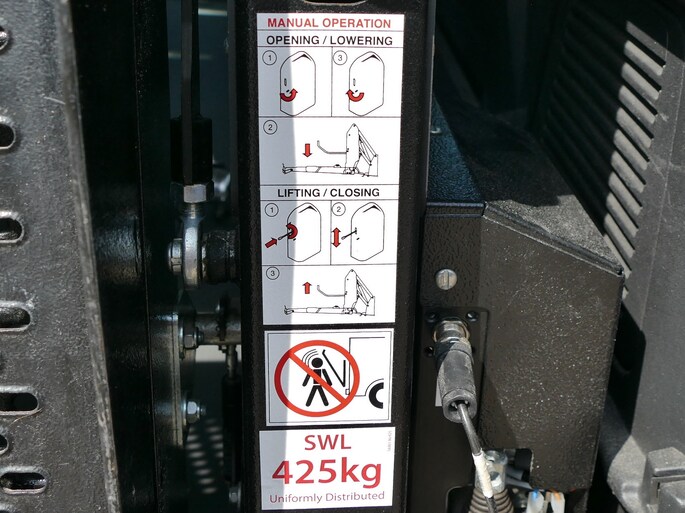 MANUAL OPERATION
OPENING / LOWERING
1 3
2
LIFTING / CLOSING
1 2
3
SWL
425kg
Uniformly Distributed